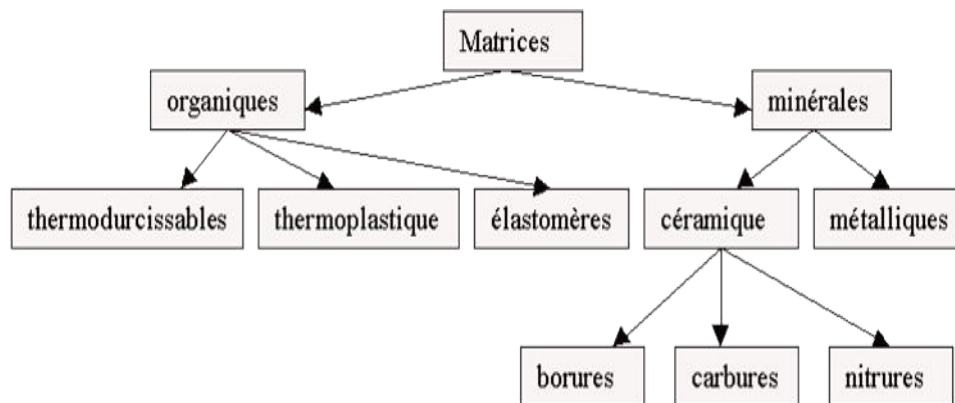 Matrices
organiques
minérales
thermodurcissables
thermoplastique
élastomères
céramique
métalliques
borures
carbures
nitrures